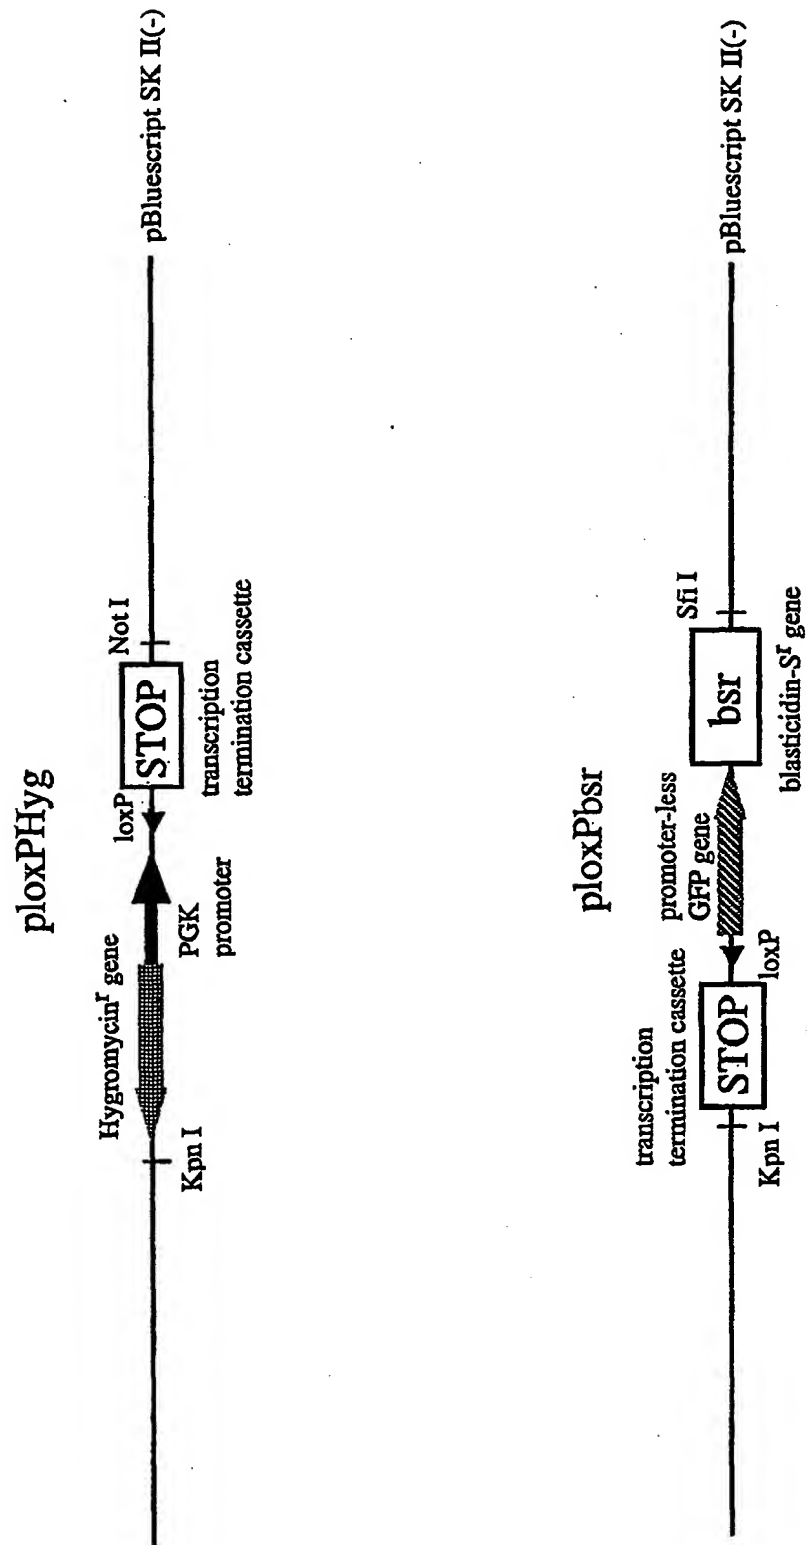 ploxPHyg
Hygromycinʳ gene
loxP
STOP
Not I
pBluescript SK II(-)
Kpn I
PGK
promoter
transcription
termination cassette
ploxPbsr
transcription
termination cassette
promoter-less
GFP gene
Sfi I
STOP
bsr
pBluescript SK II(-)
Kpn I
loxP
blasticidin-Sʳ gene